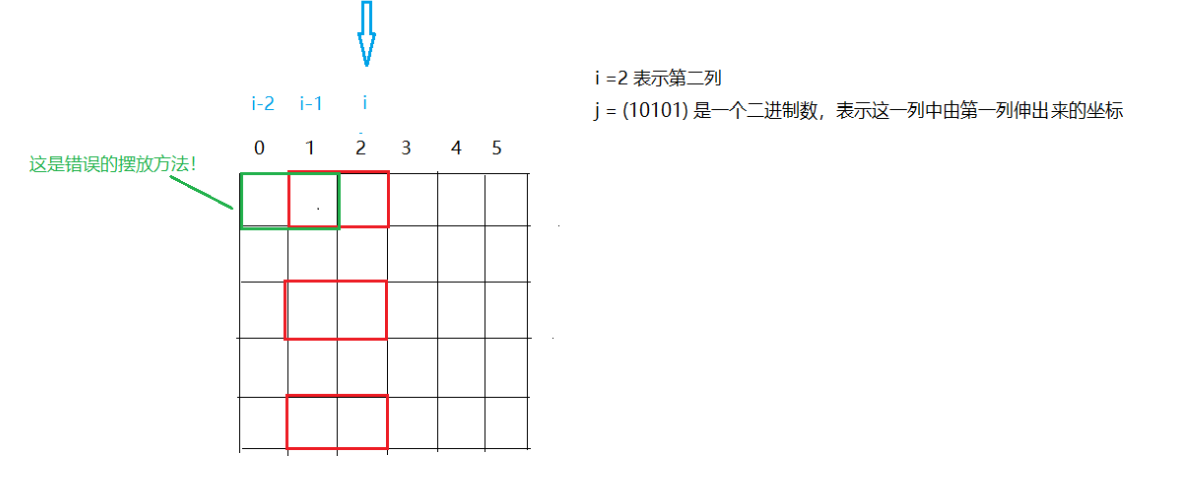 i =2 表示第二列
j = (10101) 是一个二进制数，表示这一列中由第一列伸出来的坐标
i-2 i-1 i
0 1 2 3 4 5
这是错误的摆放方法！